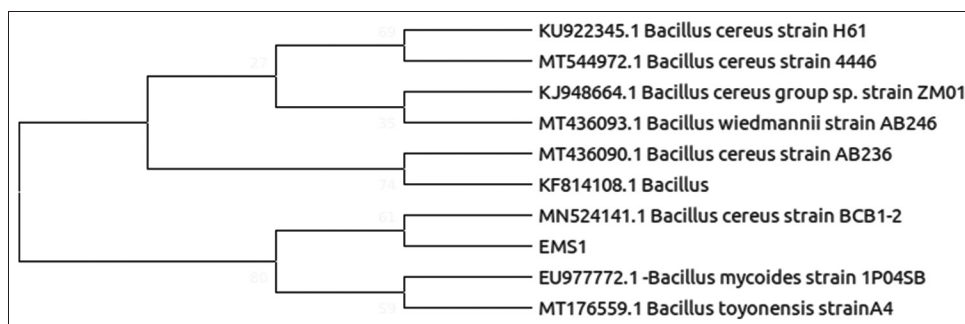 69
KU922345.1 Bacillus cereus strain H61
27
MT544972.1 Bacillus cereus strain 4446
KJ948664.1 Bacillus cereus group sp. strain ZM01
35
MT436093.1 Bacillus wiedmannii strain AB246
MT436090.1 Bacillus cereus strain AB236
74
KF814108.1 Bacillus
61
MN524141.1 Bacillus cereus strain BCB1-2
EMS1
80
EU977772.1 -Bacillus mycoides strain 1P04SB
59
MT176559.1 Bacillus toyonensis strainA4